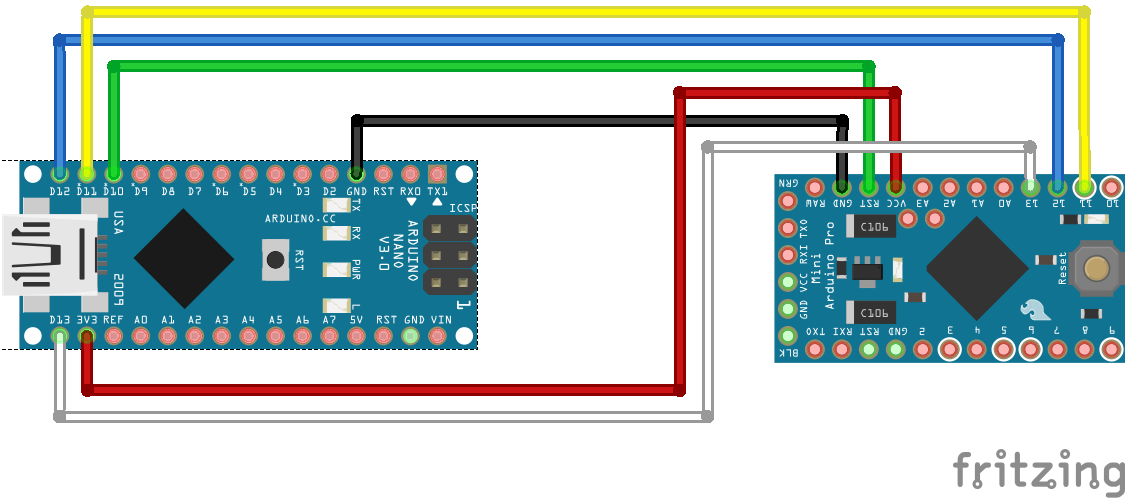 D12 D11 D10 *D9 D8 D7 *D6 *D5 D4 *D3 D2 GND RST RX0 TX1
TX
ICSP
ARDUINO.CC
USA
RX
ARDUINO
NANO
V3.0
RST
PWR
2009
L
1
D13 3V3 REF A0 A1 A2 A3 A4 A5 A6 A7 5V RST GND VIN
GRN
RAW GND RST VCC A3 A2 A1 A0 13 12 11 10
TXO
RXI
VCC
GND
BLK
Arduino Pro
Mini
C106
C106
Reset
TXO RXI RST GND 2 3 4 5 6 7 8 9
fritzing